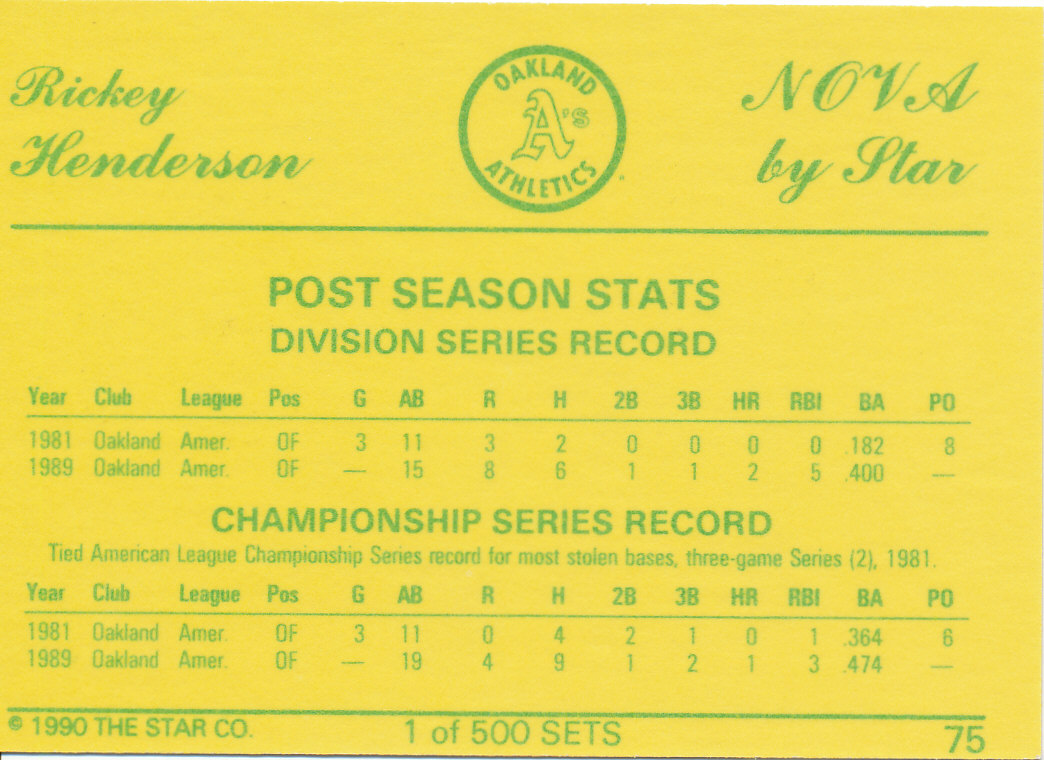 Rickey
Henderson
OAKLAND
A's
ATHLETICS
NOVA
by Star
POST SEASON STATS
DIVISION SERIES RECORD
Year Club League Pos G AB R H 2B 3B HR RBI BA PO
1981 Oakland Amer. OF 3 11 3 2 0 0 0 0 .182 8
1989 Oakland Amer. OF — 15 8 6 1 1 2 5 .400 —
CHAMPIONSHIP SERIES RECORD
Tied American League Championship Series record for most stolen bases, three-game Series (2), 1981.
Year Club League Pos G AB R H 2B 3B HR RBI BA PO
1981 Oakland Amer. OF 3 11 0 4 2 1 0 1 .364 6
1989 Oakland Amer. OF — 19 4 9 1 2 1 3 .474 —
© 1990 THE STAR CO. 1 of 500 SETS 75